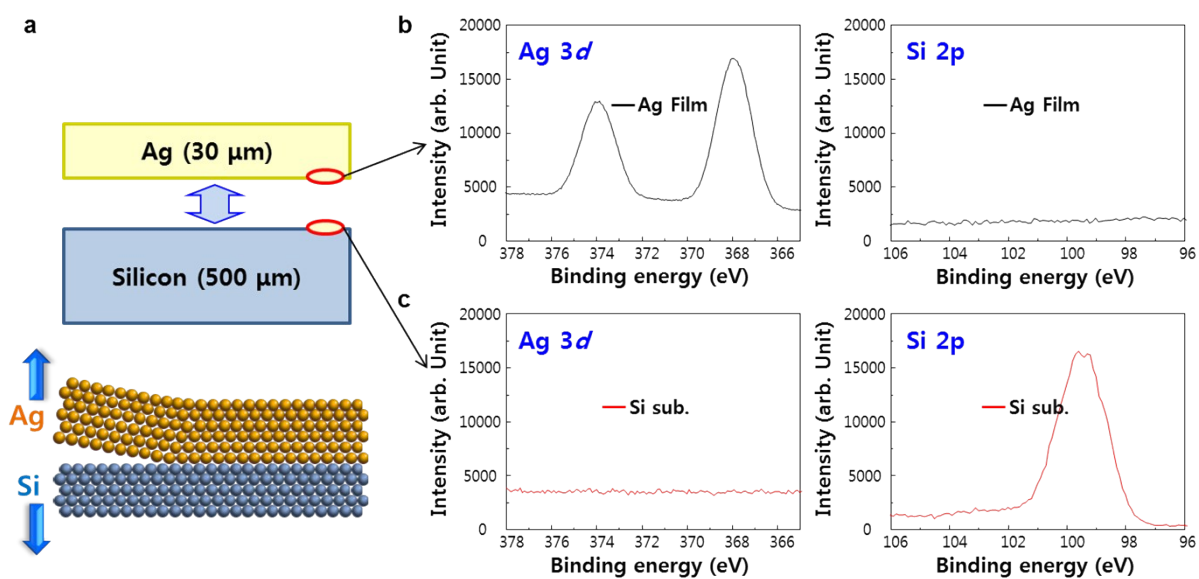 a
Ag (30 µm)
Silicon (500 µm)
Ag
Si
b
Ag 3d
Ag Film
Intensity (arb. Unit)
20000
15000
10000
5000
0
378 376 374 372 370 368 366
Binding energy (eV)
Si 2p
Ag Film
Intensity (arb. Unit)
20000
15000
10000
5000
0
106 104 102 100 98 96
Binding energy (eV)
c
Ag 3d
Si sub.
Intensity (arb. Unit)
20000
15000
10000
5000
0
378 376 374 372 370 368 366
Binding energy (eV)
Si 2p
Si sub.
Intensity (arb. Unit)
20000
15000
10000
5000
0
106 104 102 100 98 96
Binding energy (eV)